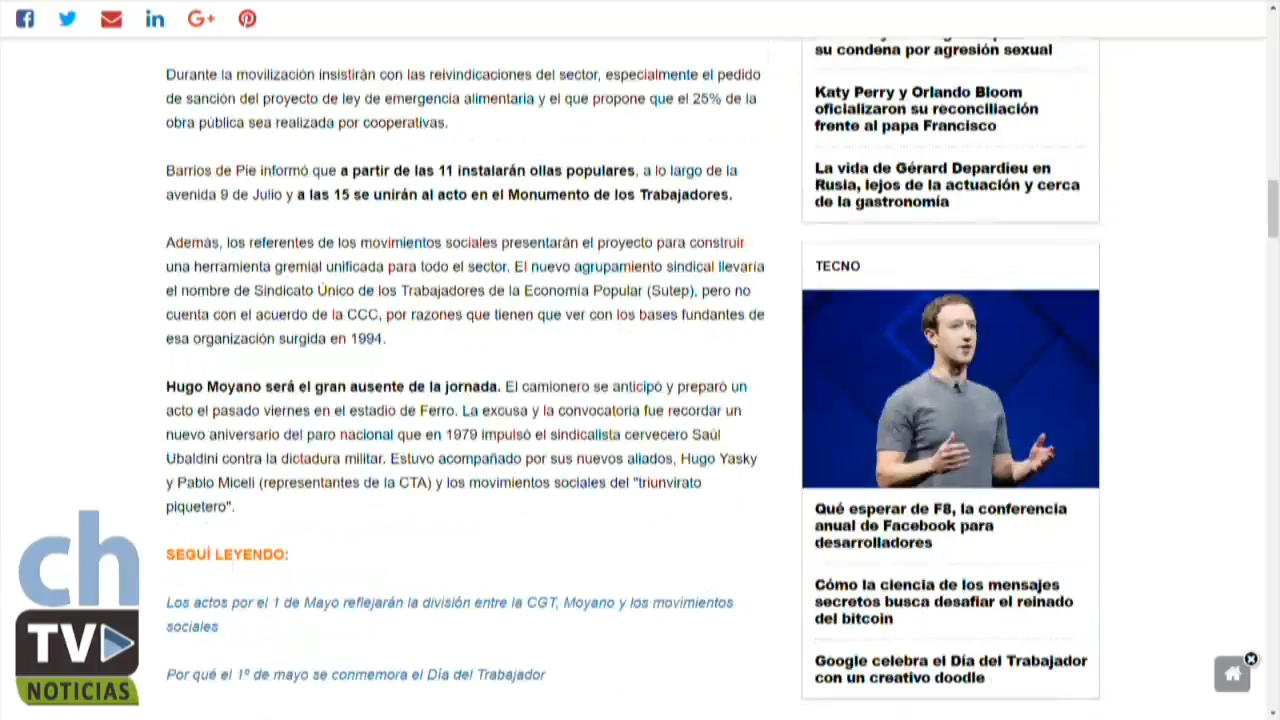 Durante la movilización insistirán con las reivindicaciones del sector, especialmente el pedido
de sanción del proyecto de ley de emergencia alimentaria y el que propone que el 25% de la
obra pública sea realizada por cooperativas.
Barrios de Pie informó que a partir de las 11 instalarán ollas populares, a lo largo de la
avenida 9 de Julio y a las 15 se unirán al acto en el Monumento de los Trabajadores.
Además, los referentes de los movimientos sociales presentarán el proyecto para construir
una herramienta gremial unificada para todo el sector. El nuevo agrupamiento sindical llevaría
el nombre de Sindicato Único de los Trabajadores de la Economía Popular (Sutep), pero no
cuenta con el acuerdo de la CCC, por razones que tienen que ver con los bases fundantes de
esa organización surgida en 1994.
Hugo Moyano será el gran ausente de la jornada. El camionero se anticipó y preparó un
acto el pasado viernes en el estadio de Ferro. La excusa y la convocatoria fue recordar un
nuevo aniversario del paro nacional que en 1979 impulsó el sindicalista cervecero Saúl
Ubaldini contra la dictadura militar. Estuvo acompañado por sus nuevos aliados, Hugo Yasky
y Pablo Miceli (representantes de la CTA) y los movimientos sociales del "triunvirato
piquetero".
SEGUÍ LEYENDO:
Los actos por el 1 de Mayo reflejarán la división entre la CGT, Moyano y los movimientos
sociales
Por qué el 1º de mayo se conmemora el Día del Trabajador
su condena por agresión sexual
Katy Perry y Orlando Bloom
oficializaron su reconciliación
frente al papa Francisco
La vida de Gérard Depardieu en
Rusia, lejos de la actuación y cerca
de la gastronomía
TECNO
Qué esperar de F8, la conferencia
anual de Facebook para
desarrolladores
Cómo la ciencia de los mensajes
secretos busca desafiar el reinado
del bitcoin
Google celebra el Día del Trabajador
con un creativo doodle
ch
TV
NOTICIAS